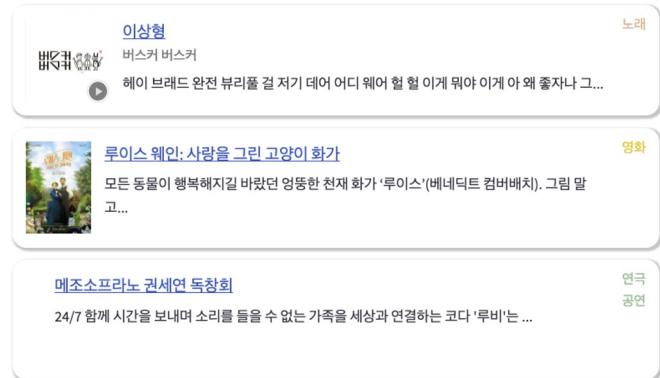 이상형
노래
버스커 버스커
버스커
버스커
헤이 브래드 완전 뷰리풀 걸 저기 데어 어디 웨어 헐 헐 이게 뭐야 이게 아 왜 좋자나 그...
루이스 웨인: 사랑을 그린 고양이 화가
영화
모든 동물이 행복해지길 바랐던 엉뚱한 천재 화가 ‘루이스’(베네딕트 컴버배치). 그림 말
고...
메조소프라노 권세연 독창회
연극
공연
24/7 함께 시간을 보내며 소리를 들을 수 없는 가족을 세상과 연결하는 코다 '루비'는 ...